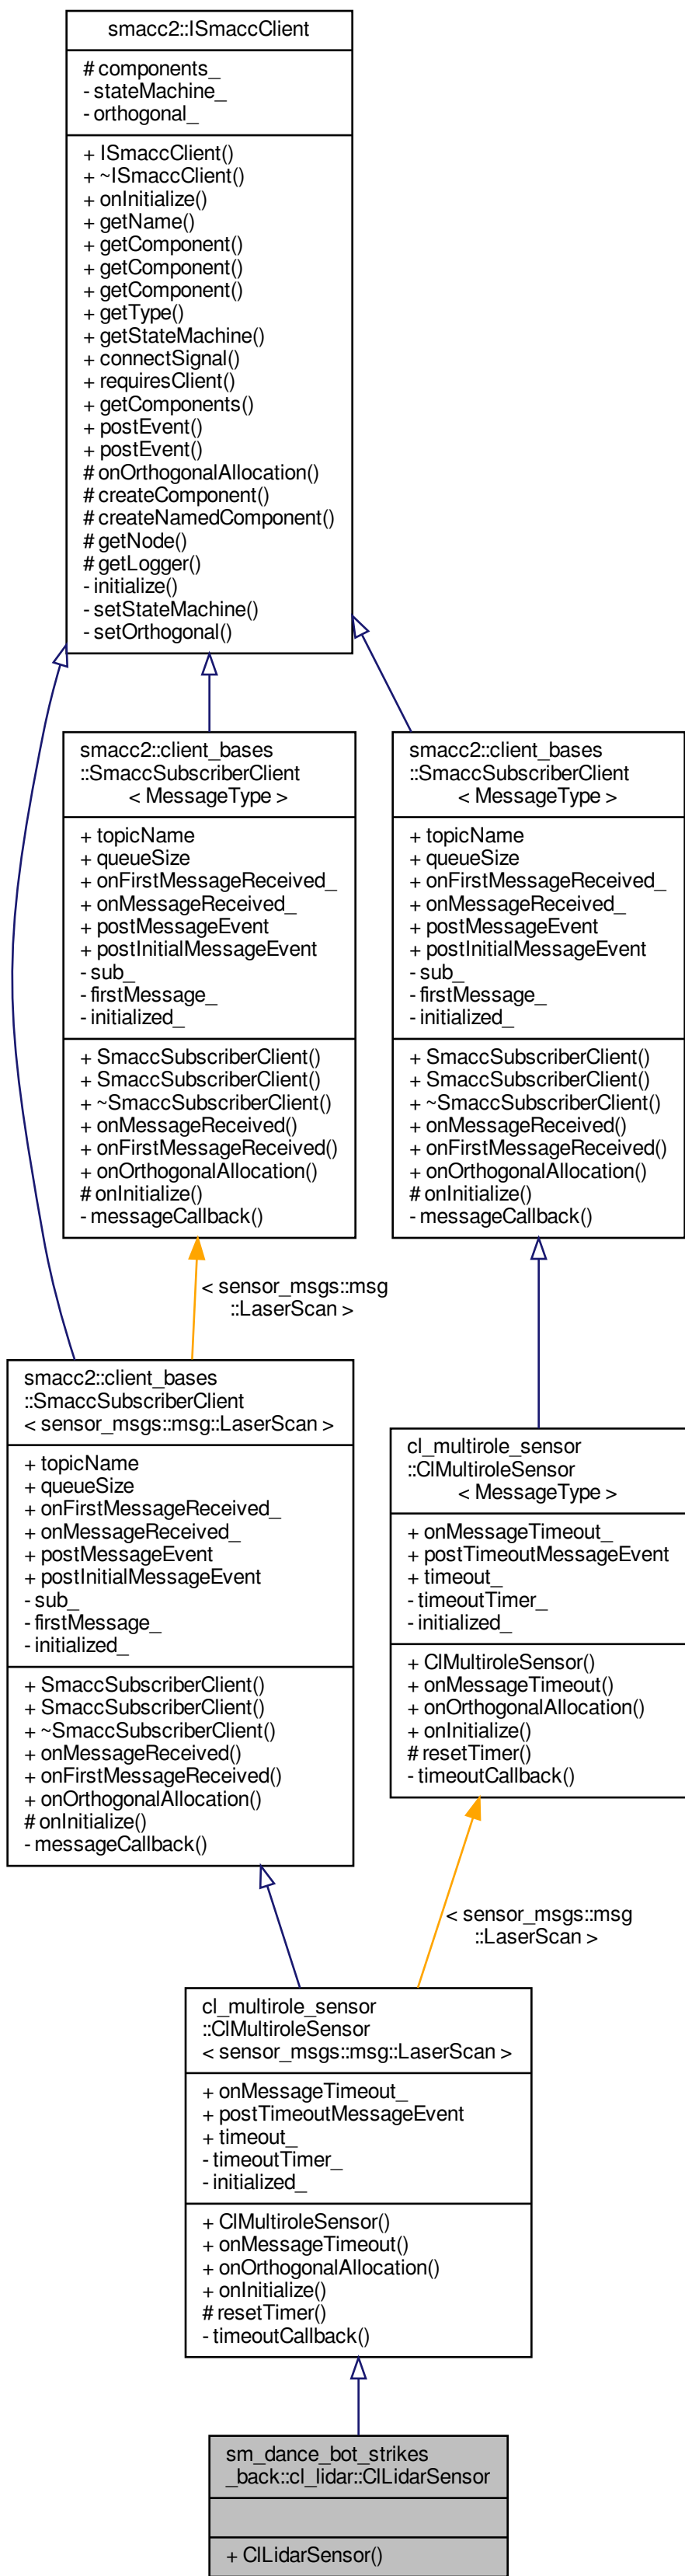 smacc2::ISmaccClient
# components_
- stateMachine_
- orthogonal_
+ ISmaccClient()
+ ~ISmaccClient()
+ onInitialize()
+ getName()
+ getComponent()
+ getComponent()
+ getComponent()
+ getType()
+ getStateMachine()
+ connectSignal()
+ requiresClient()
+ getComponents()
+ postEvent()
+ postEvent()
# onOrthogonalAllocation()
# createComponent()
# createNamedComponent()
# getNode()
# getLogger()
- initialize()
- setStateMachine()
- setOrthogonal()
smacc2::client_bases
::SmaccSubscriberClient
< MessageType >
+ topicName
+ queueSize
+ onFirstMessageReceived_
+ onMessageReceived_
+ postMessageEvent
+ postInitialMessageEvent
- sub_
- firstMessage_
- initialized_
+ SmaccSubscriberClient()
+ SmaccSubscriberClient()
+ ~SmaccSubscriberClient()
+ onMessageReceived()
+ onFirstMessageReceived()
+ onOrthogonalAllocation()
# onInitialize()
- messageCallback()
smacc2::client_bases
::SmaccSubscriberClient
< MessageType >
+ topicName
+ queueSize
+ onFirstMessageReceived_
+ onMessageReceived_
+ postMessageEvent
+ postInitialMessageEvent
- sub_
- firstMessage_
- initialized_
+ SmaccSubscriberClient()
+ SmaccSubscriberClient()
+ ~SmaccSubscriberClient()
+ onMessageReceived()
+ onFirstMessageReceived()
+ onOrthogonalAllocation()
# onInitialize()
- messageCallback()
< sensor_msgs::msg
::LaserScan >
smacc2::client_bases
::SmaccSubscriberClient
< sensor_msgs::msg::LaserScan >
+ topicName
+ queueSize
+ onFirstMessageReceived_
+ onMessageReceived_
+ postMessageEvent
+ postInitialMessageEvent
- sub_
- firstMessage_
- initialized_
+ SmaccSubscriberClient()
+ SmaccSubscriberClient()
+ ~SmaccSubscriberClient()
+ onMessageReceived()
+ onFirstMessageReceived()
+ onOrthogonalAllocation()
# onInitialize()
- messageCallback()
cl_multirole_sensor
::ClMultiroleSensor
< MessageType >
+ onMessageTimeout_
+ postTimeoutMessageEvent
+ timeout_
- timeoutTimer_
- initialized_
+ ClMultiroleSensor()
+ onMessageTimeout()
+ onOrthogonalAllocation()
+ onInitialize()
# resetTimer()
- timeoutCallback()
< sensor_msgs::msg
::LaserScan >
cl_multirole_sensor
::ClMultiroleSensor
< sensor_msgs::msg::LaserScan >
+ onMessageTimeout_
+ postTimeoutMessageEvent
+ timeout_
- timeoutTimer_
- initialized_
+ ClMultiroleSensor()
+ onMessageTimeout()
+ onOrthogonalAllocation()
+ onInitialize()
# resetTimer()
- timeoutCallback()
sm_dance_bot_strikes
_back::cl_lidar::ClLidarSensor
+ ClLidarSensor()